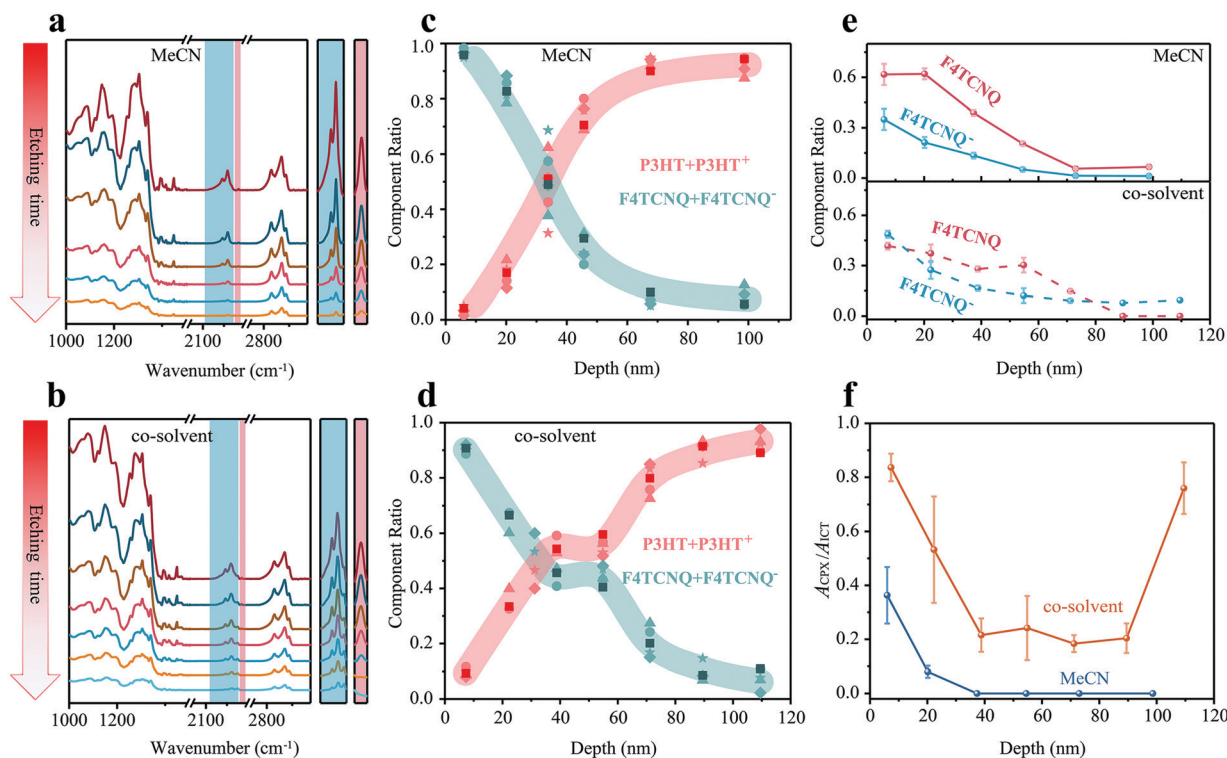 a
MeCN
Etching time
1000 1200 2100 2800
Wavenumber (cm-1)
b
co-solvent
Etching time
1000 1200 2100 2800
Wavenumber (cm-1)
c
MeCN
1.0
0.8
0.6
0.4
0.2
0.0
Component Ratio
P3HT+P3HT+
F4TCNQ+F4TCNQ-
0 20 40 60 80 100
Depth (nm)
d
co-solvent
1.0
0.8
0.6
0.4
0.2
0.0
Component Ratio
P3HT+P3HT+
F4TCNQ+F4TCNQ-
0 20 40 60 80 100 120
Depth (nm)
e
MeCN
0.6
0.3
0.0
F4TCNQ
F4TCNQ-
Component Ratio
co-solvent
0.6
0.3
0.0
F4TCNQ
F4TCNQ-
0 20 40 60 80 100 120
Depth (nm)
f
1.0
0.8
0.6
0.4
0.2
0.0
ACPX/AICT
co-solvent
MeCN
0 20 40 60 80 100 120
Depth (nm)